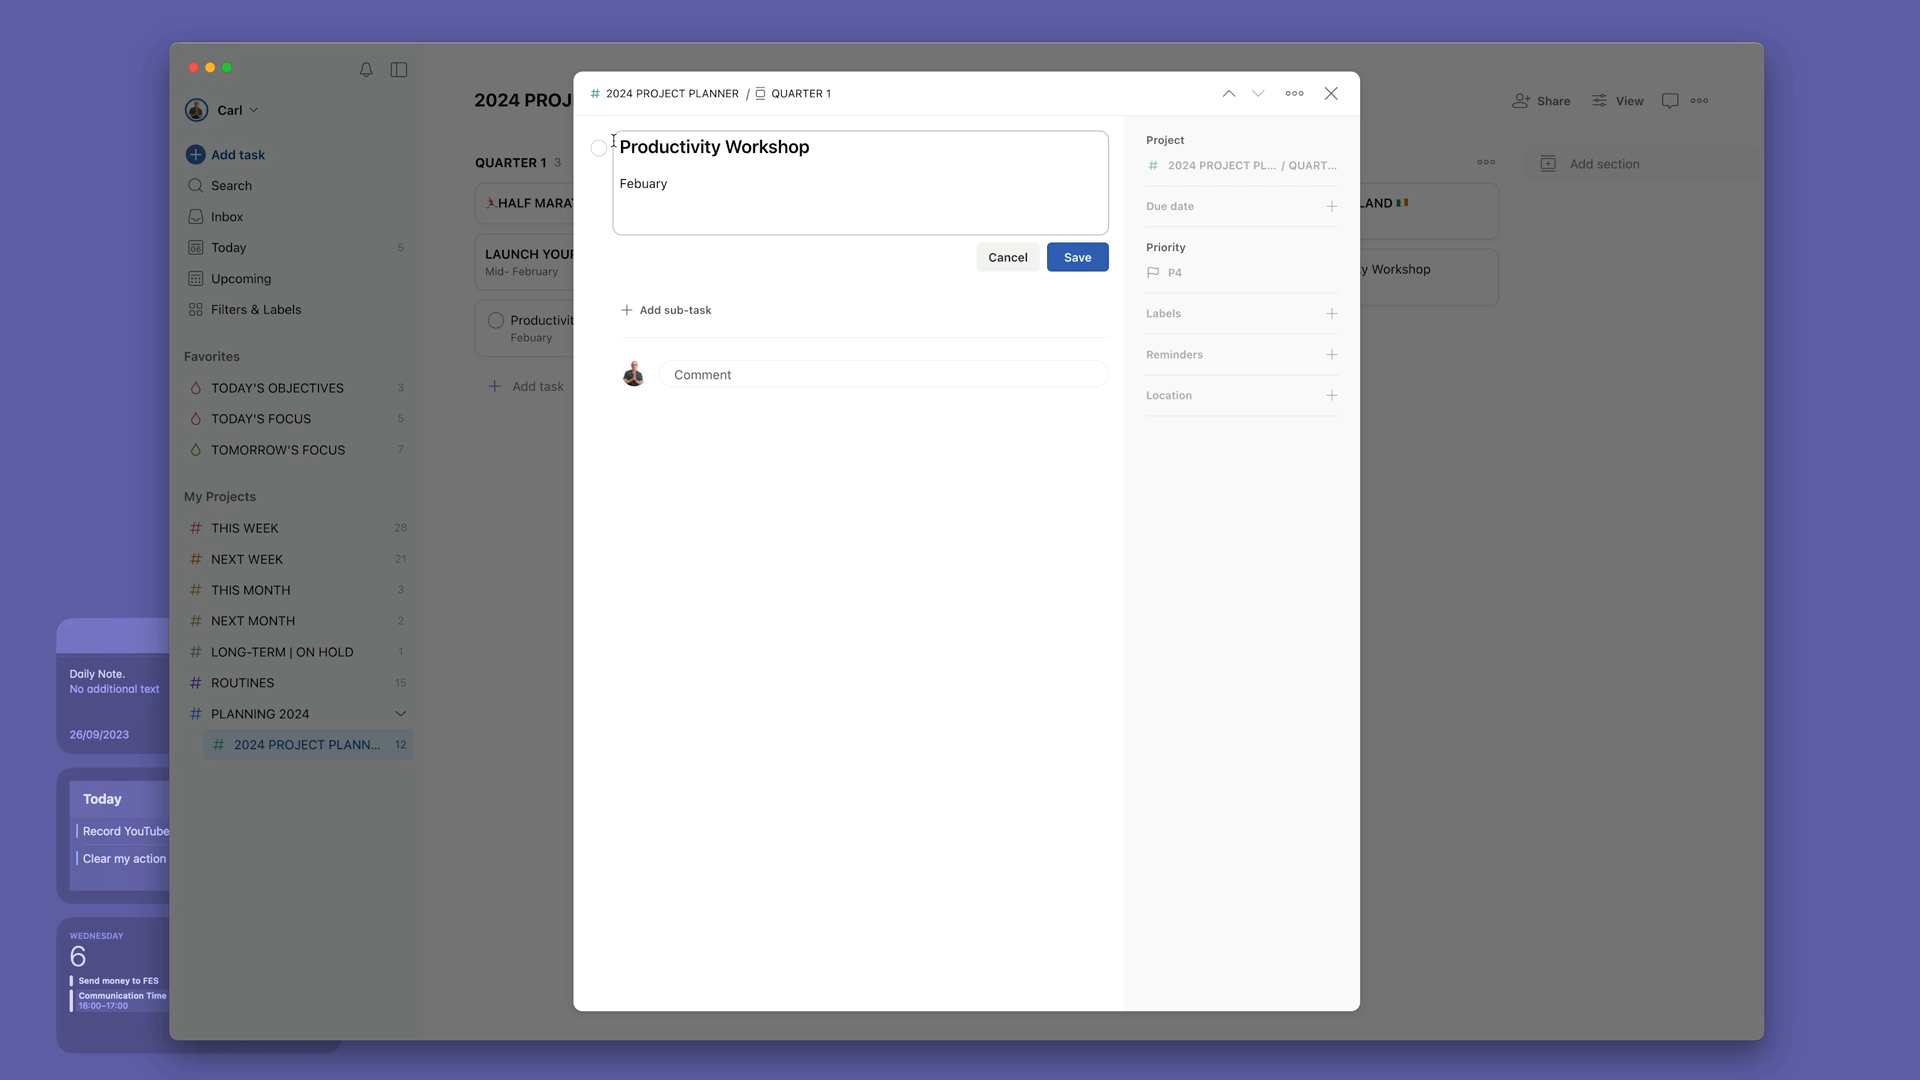 Carl
Add task
Search
Inbox
Today 5
Upcoming
Filters & Labels
Favorites
TODAY'S OBJECTIVES 3
TODAY'S FOCUS 5
TOMORROW'S FOCUS 7
My Projects
THIS WEEK 28
NEXT WEEK 21
THIS MONTH 3
NEXT MONTH 2
LONG-TERM | ON HOLD 1
ROUTINES 15
PLANNING 2024
2024 PROJECT PLANN... 12
Daily Note.
No additional text
26/09/2023
Today
Record YouTube
Clear my action
WEDNESDAY
6
Send money to FES
Communication Time
16:00–17:00
2024 PROJ
QUARTER 1 3
HALF MARA
LAUNCH YOUR
Mid- February
Productivit
Febuary
Add task
# 2024 PROJECT PLANNER / QUARTER 1
Productivity Workshop
Febuary
Cancel
Save
Add sub-task
Comment
Project
# 2024 PROJECT PL... / QUART...
Due date
Priority
P4
Labels
Reminders
Location
Share
View
Add section
LAND
y Workshop